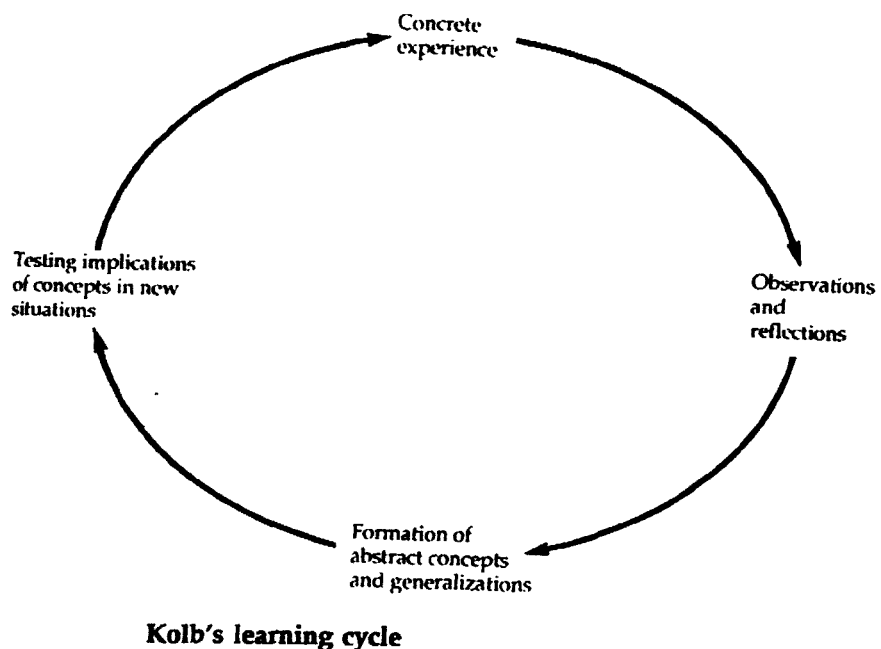 Concrete
experience
Observations
and
reflections
Formation of
abstract concepts
and generalizations
Testing implications
of concepts in new
situations
Kolb's learning cycle